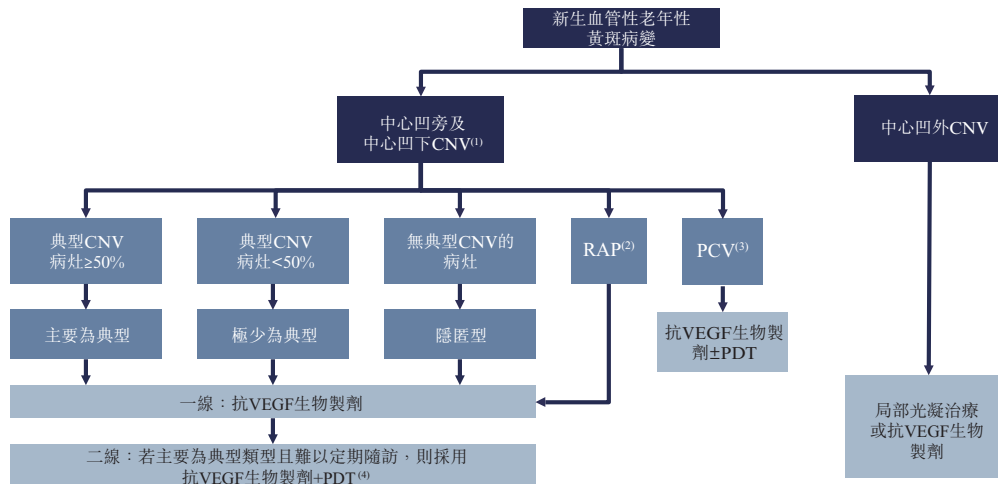 新生血管性老年性
黃斑病變
中心凹旁及
中心凹下CNV(1)
中心凹外CNV
典型CNV
病灶≥50%
典型CNV
病灶<50%
無典型CNV的
病灶
RAP(2)
PCV(3)
主要為典型
極少為典型
隱匿型
抗VEGF生物製
劑±PDT
一線：抗VEGF生物製劑
局部光凝治療
或抗VEGF生物
製劑
二線：若主要為典型類型且難以定期隨訪，則採用
抗VEGF生物製劑+PDT(4)